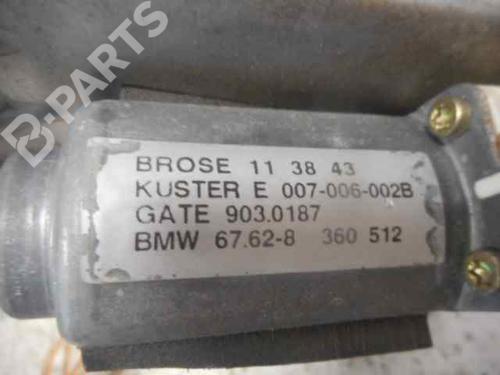 B-PARTS
BROSE 11 38 43
KUSTER E 007-006-002B
GATE 903.0187
BMW 67.62-8 360 512